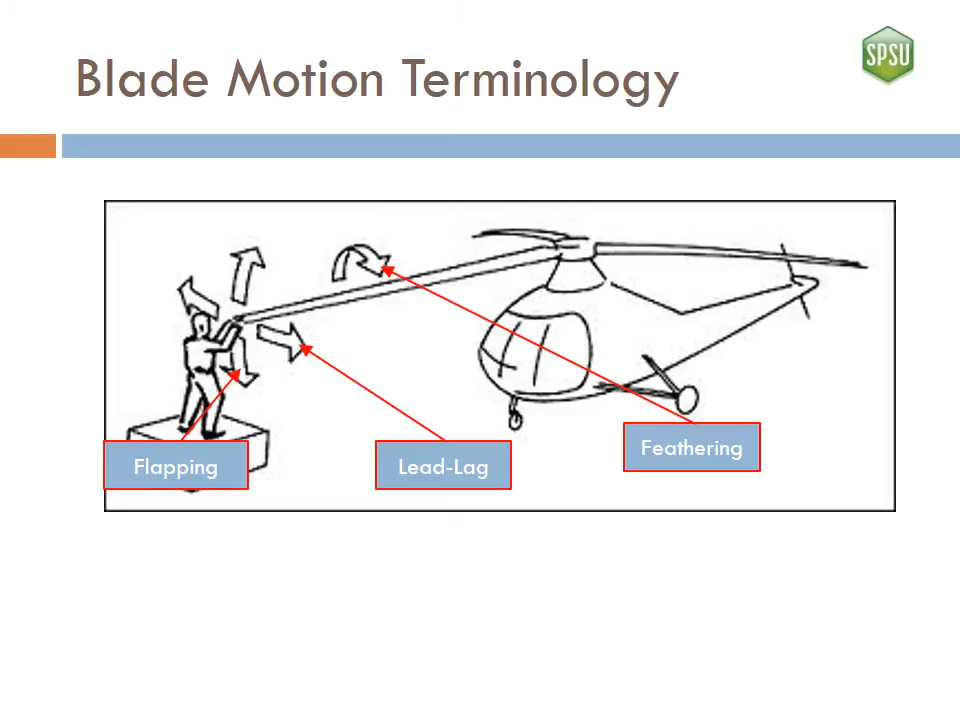 Blade Motion Terminology
SPSU
Flapping
Lead-Lag
Feathering